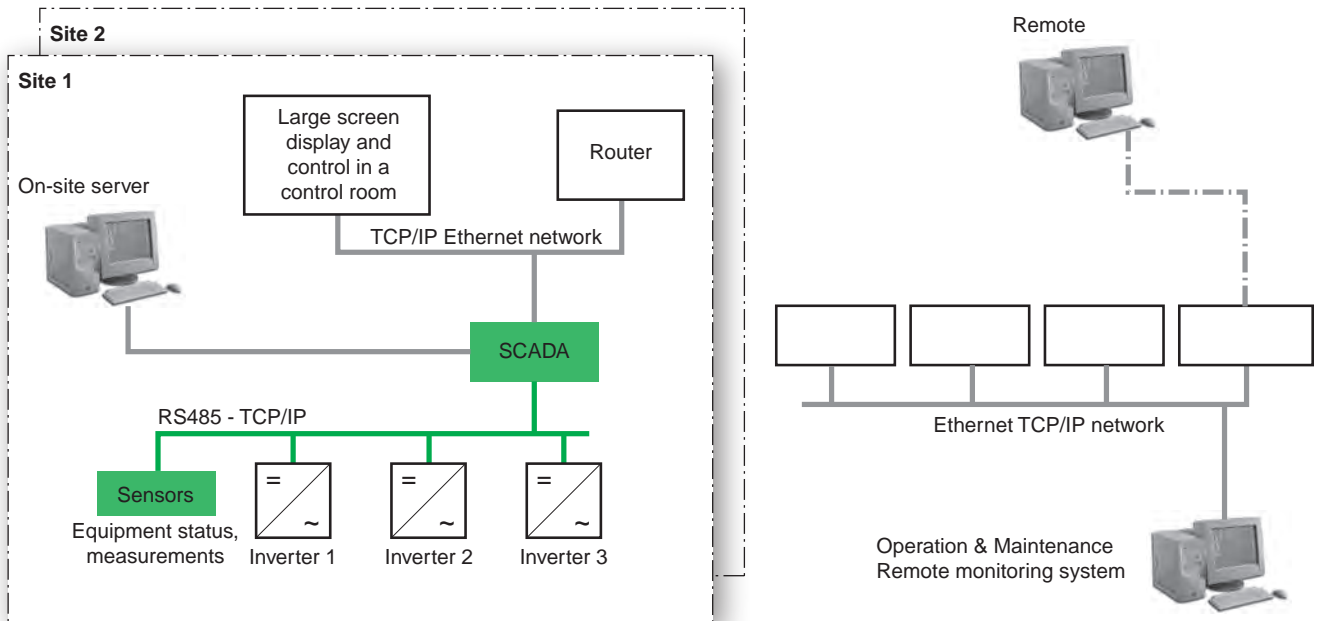 Site 2
Site 1
Large screen
display and
control in a
control room
Router
On-site server
TCP/IP Ethernet network
SCADA
RS485 - TCP/IP
Sensors
Equipment status,
measurements
=
~
Inverter 1
=
~
Inverter 2
=
~
Inverter 3
Remote
Ethernet TCP/IP network
Operation & Maintenance
Remote monitoring system